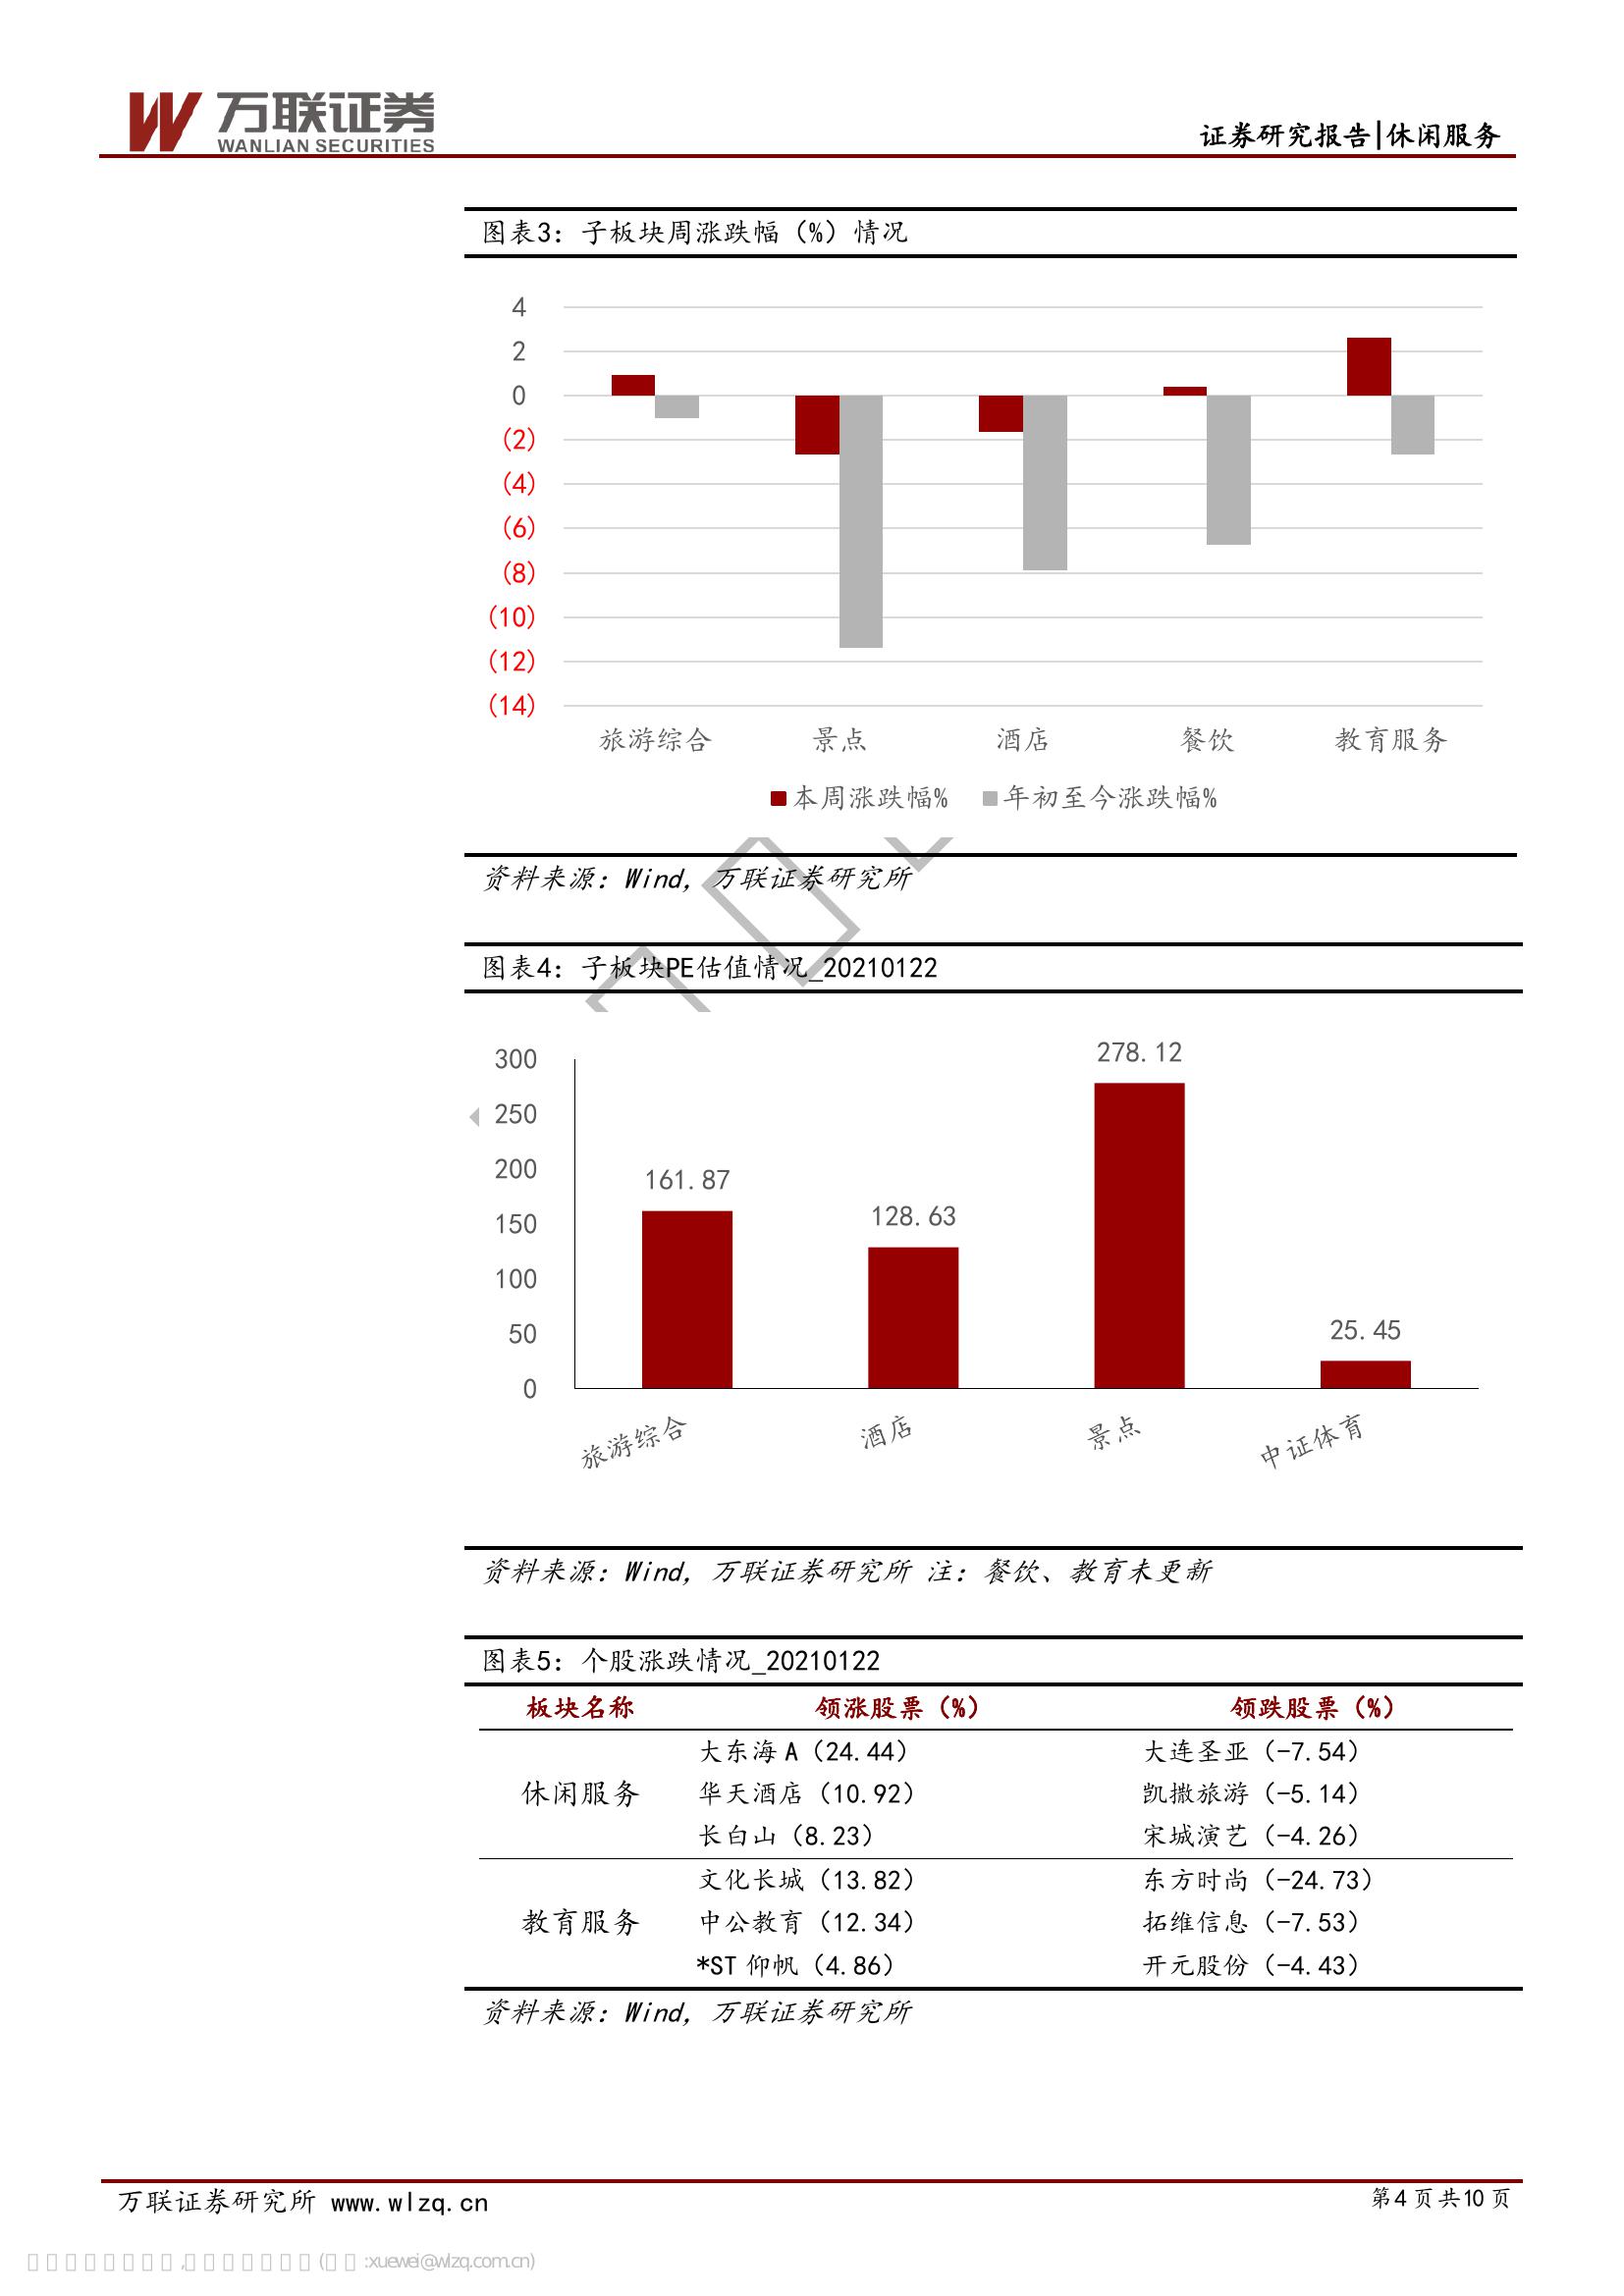 万联证券
WANLIAN SECURITIES
证券研究报告|休闲服务
图表3：子板块周涨跌幅（%）情况
4
2
0
(2)
(4)
(6)
(8)
(10)
(12)
(14)
旅游综合 景点 酒店 餐饮 教育服务
本周涨跌幅% 年初至今涨跌幅%
资料来源：Wind，万联证券研究所
图表4：子板块PE估值情况_20210122
300
250
200
150
100
50
0
161.87
128.63
278.12
25.45
旅游综合 酒店 景点 中证体育
资料来源：Wind，万联证券研究所 注：餐饮、教育未更新
图表5：个股涨跌情况_20210122
板块名称 领涨股票（%） 领跌股票（%）
大东海 A（24.44） 大连圣亚（-7.54）
休闲服务 华天酒店（10.92） 凯撒旅游（-5.14）
长白山（8.23） 宋城演艺（-4.26）
文化长城（13.82） 东方时尚（-24.73）
教育服务 中公教育（12.34） 拓维信息（-7.53）
*ST 仰帆（4.86） 开元股份（-4.43）
资料来源：Wind，万联证券研究所
万联证券研究所 www.wlzq.cn 第4页共10页
:xuewei@wlzq.com.cn)